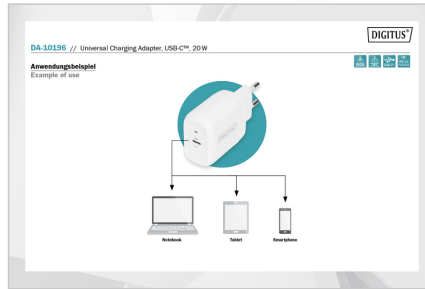 DIGITUS®
DA-10196 // Universal Charging Adapter, USB-C™, 20 W
Anwendungsbeispiel
Example of use
DIGITUS
Notebook
Tablet
Smartphone